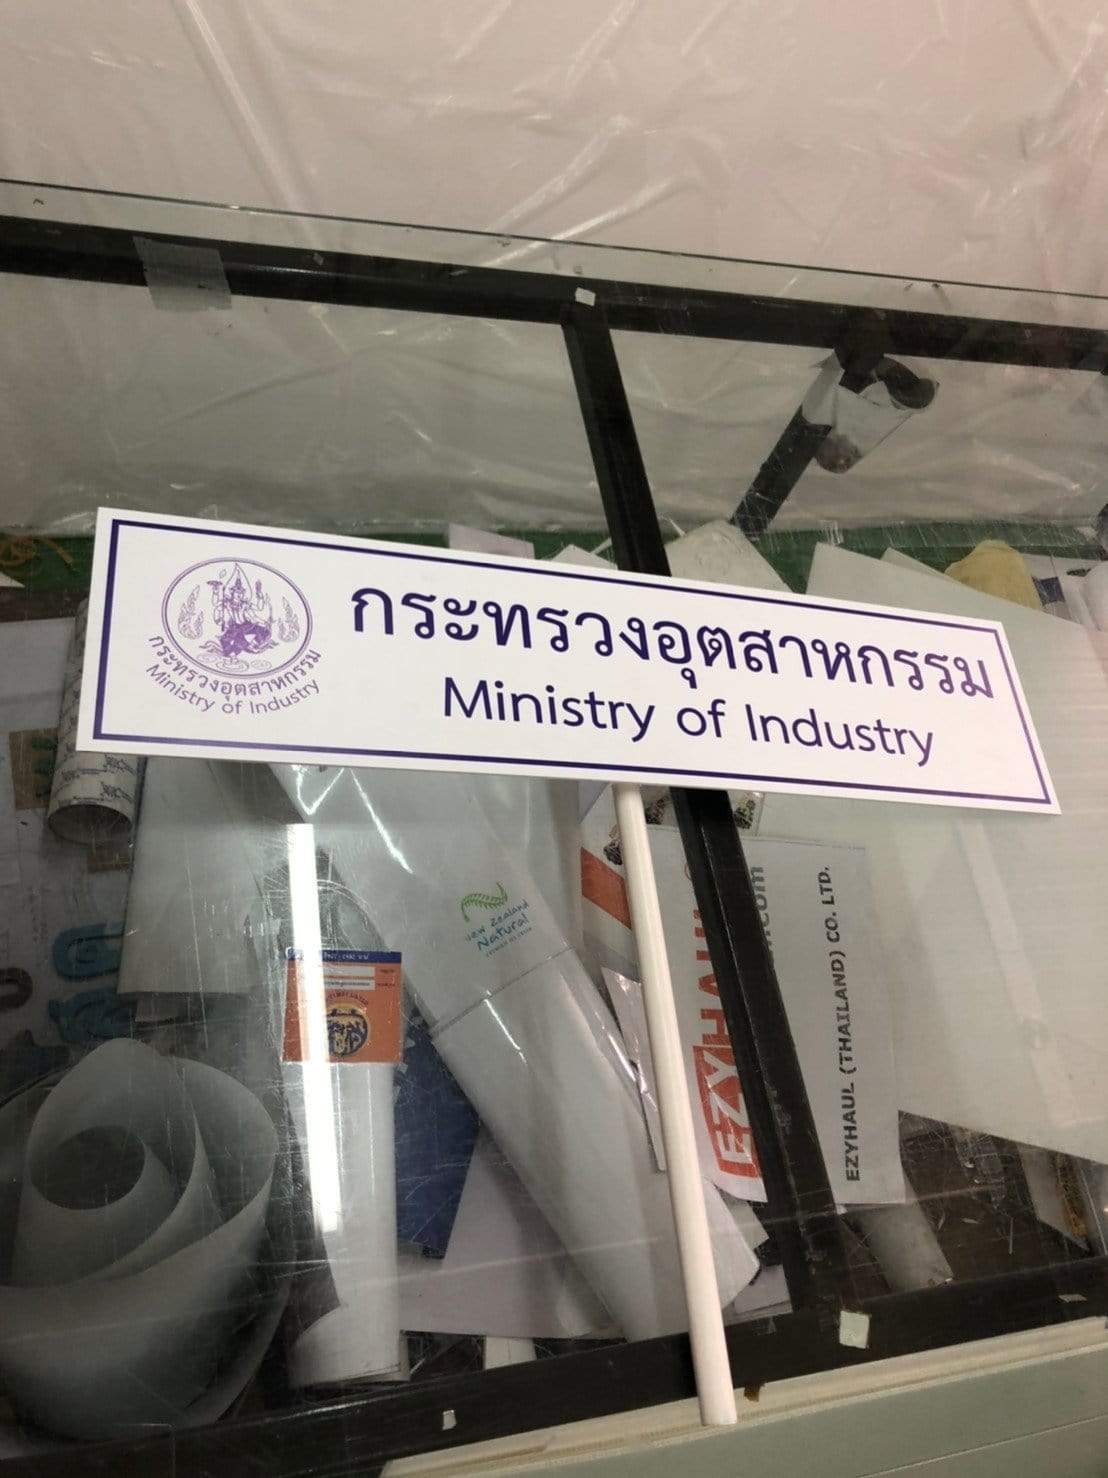 กระทรวงอุตสาหกรรม
Ministry of Industry
กระทรวงอุตสาหกรรม
Ministry of Industry
New Zealand
Natural
EZYHAUL
.com
EZYHAUL (THAILAND) CO. LTD.